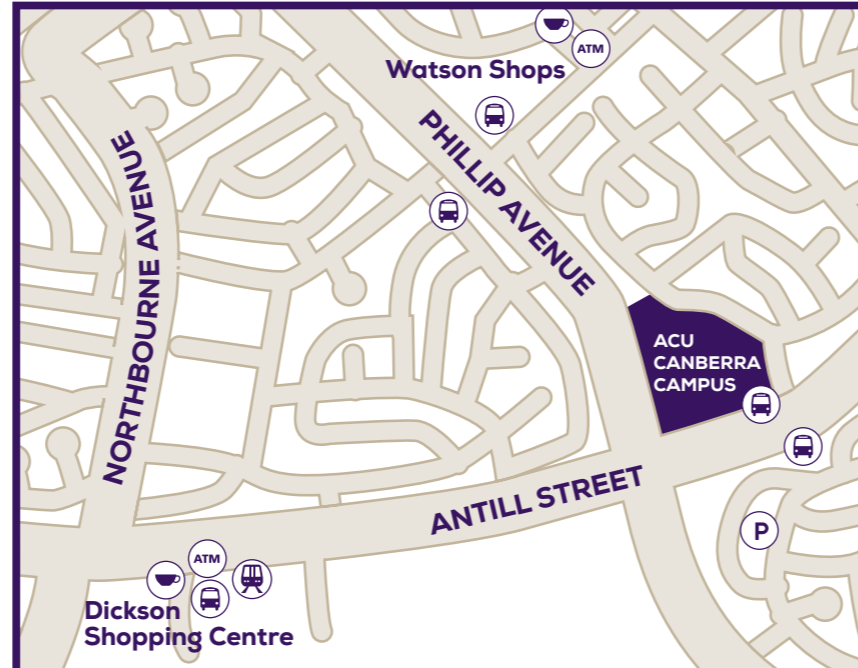 ATM
Watson Shops
PHILLIP AVENUE
NORTHBOURNE AVENUE
ACU
CANBERRA
CAMPUS
ANTILL STREET
P
ATM
Dickson
Shopping Centre